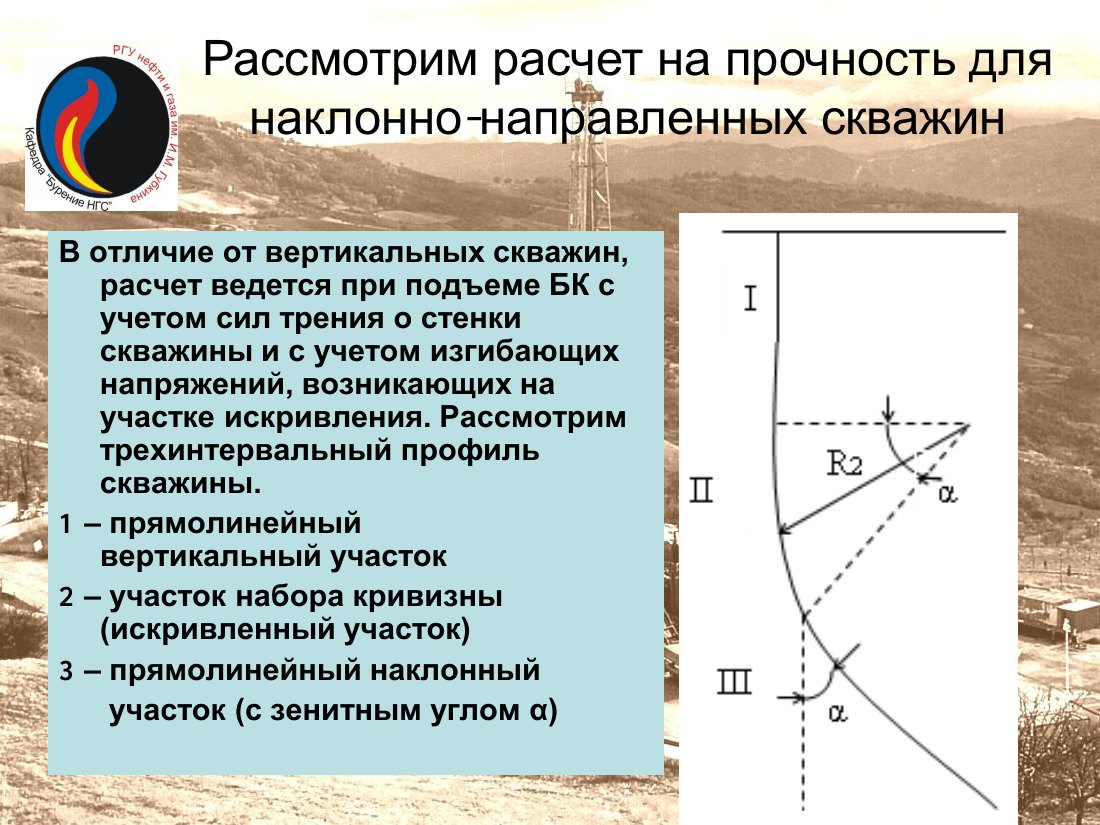 Рассмотрим расчет на прочность для
наклонно-направленных скважин
РГУ нефти и газа им. И.М. Губкина
Кафедра "Бурение НГС"
В отличие от вертикальных скважин,
расчет ведется при подъеме БК с
учетом сил трения о стенки
скважины и с учетом изгибающих
напряжений, возникающих на
участке искривления. Рассмотрим
трехинтервальный профиль
скважины.
1 – прямолинейный
вертикальный участок
2 – участок набора кривизны
(искривленный участок)
3 – прямолинейный наклонный
участок (с зенитным углом α)
I
R2
II
α
III
α